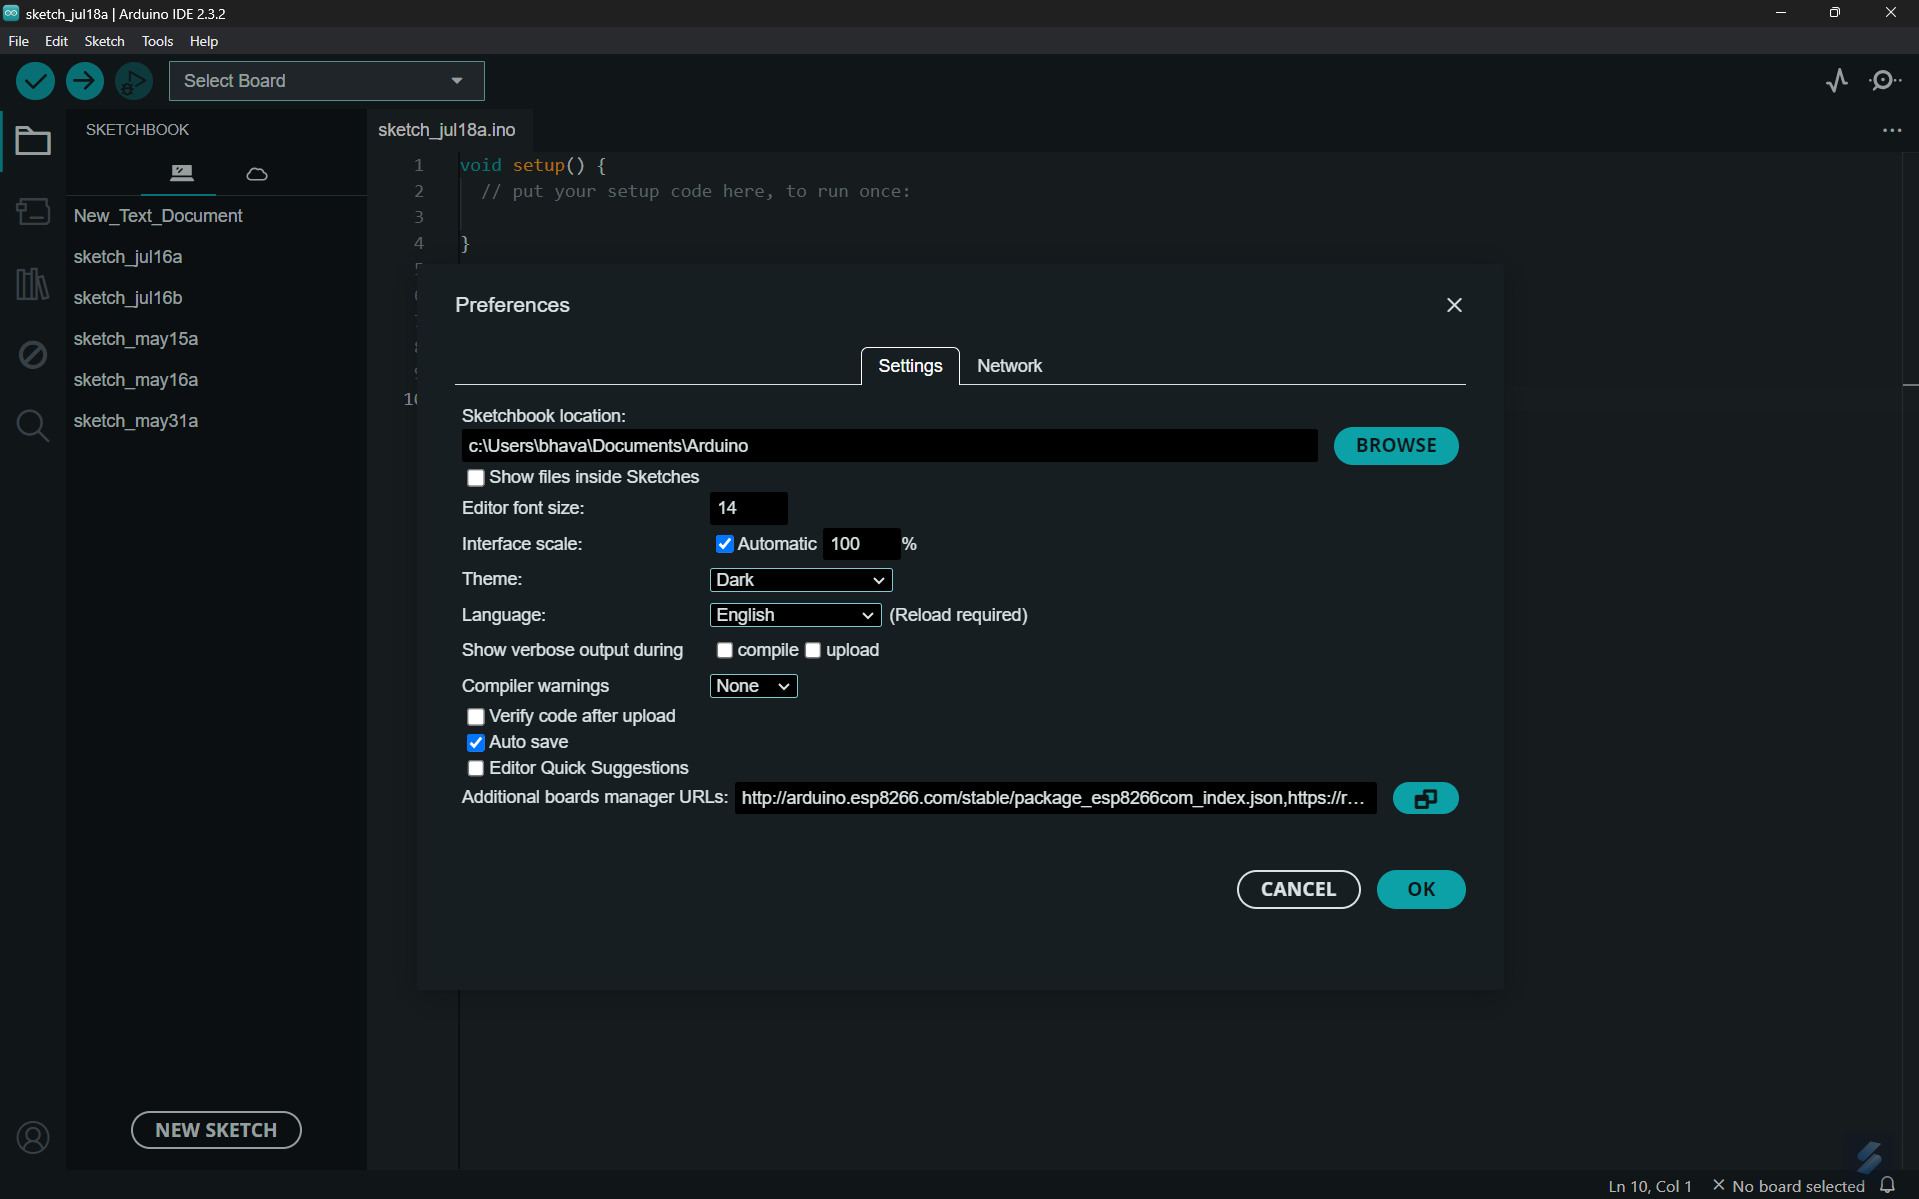 sketch_jul18a | Arduino IDE 2.3.2
File Edit Sketch Tools Help
Select Board
SKETCHBOOK
New_Text_Document
sketch_jul16a
sketch_jul16b
sketch_may15a
sketch_may16a
sketch_may31a
NEW SKETCH
sketch_jul18a.ino
1 void setup() {
2 // put your setup code here, to run once:
3
4 }
Preferences
Settings Network
Sketchbook location:
c:\Users\bhava\Documents\Arduino BROWSE
Show files inside Sketches
Editor font size: 14
Interface scale: Automatic 100 %
Theme: Dark
Language: English (Reload required)
Show verbose output during compile upload
Compiler warnings None
Verify code after upload
Auto save
Editor Quick Suggestions
Additional boards manager URLs: http://arduino.esp8266.com/stable/package_esp8266com_index.json,https://r...
CANCEL OK
Ln 10, Col 1 No board selected